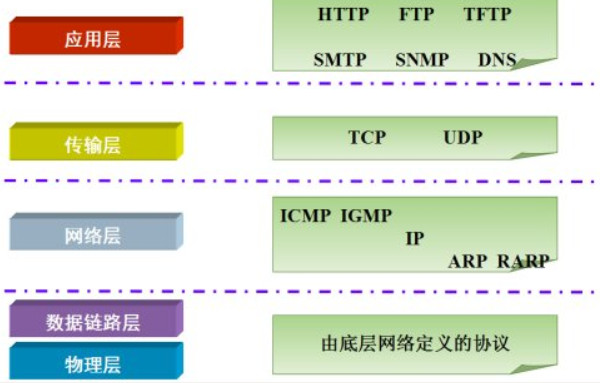 应用层
HTTP FTP TFTP
SMTP SNMP DNS
传输层
TCP UDP
网络层
ICMP IGMP
IP
ARP RARP
数据链路层
物理层
由底层网络定义的协议